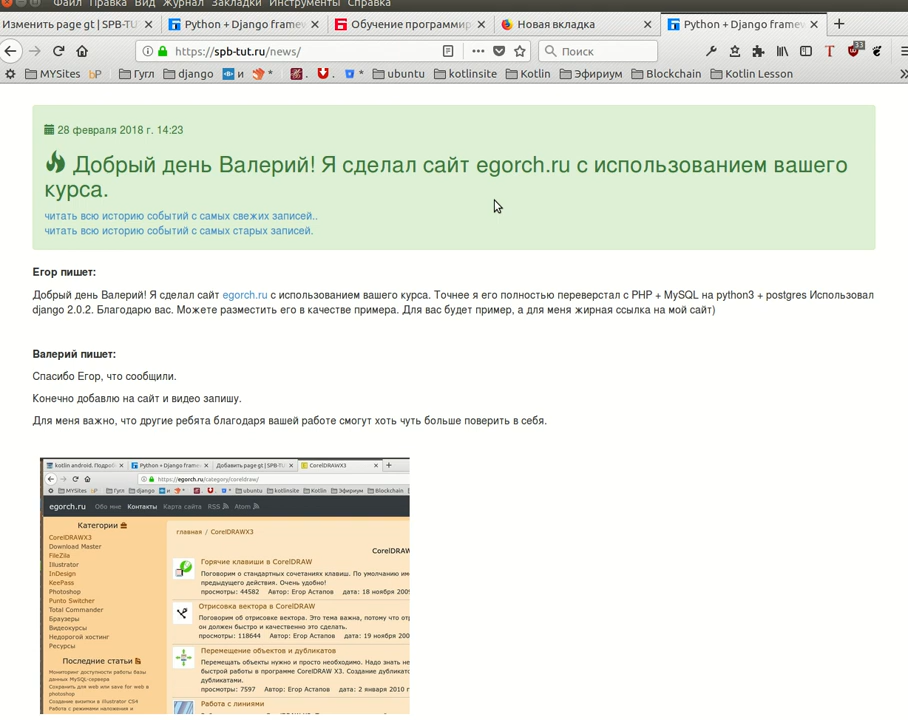 Файл Правка Вид Журнал Закладки Инструменты Справка
Изменить page gt | SPB-TU Python + Django framew Обучение программир Новая вкладка Python + Django framew
https://spb-tut.ru/news/ Поиск 33
MYSites bP Гугл django и * . . * ubuntu kotlinsite Kotlin Эфириум Blockchain Kotlin Lesson
28 февраля 2018 г. 14:23
Добрый день Валерий! Я сделал сайт egorch.ru с использованием вашего
курса.
читать всю историю событий с самых свежих записей..
читать всю историю событий с самых старых записей.
Егор пишет:
Добрый день Валерий! Я сделал сайт egorch.ru с использованием вашего курса. Точнее я его полностью переверстал с PHP + MySQL на python3 + postgres Использовал
django 2.0.2. Благодарю вас. Можете разместить его в качестве примера. Для вас будет пример, а для меня жирная ссылка на мой сайт)
Валерий пишет:
Спасибо Егор, что сообщили.
Конечно добавлю на сайт и видео запишу.
Для меня важно, что другие ребята благодаря вашей работе смогут хоть чуть больше поверить в себя.
kotlin android. Подроб Python + Django framew Добавить page gt | SPB-TU CorelDRAWX3
https://egorch.ru/category/coreldraw/
MYSites bP Гугл django и ubuntu kotlinsite Kotlin Эфириум Blockchain
egorch.ru Обо мне Контакты Карта сайта RSS Atom
Категории
CorelDRAWX3
Download Master
FileZila
Illustrator
InDesign
KeePass
Photoshop
Punto Switcher
Total Commander
Браузеры
Видеокурсы
Недорогой хостинг
Ресурсы
Последние статьи
Мониторинг доступности работы базы
данных MySQL-сервера
Сохранить для web или save for web в
photoshop
Создание визитки в illustrator CS4
Работа с режимами наложения и
главная / CorelDRAWX3
CorelDRAW
Горячие клавиши в CorelDRAW
Поговорим о стандартных сочетаниях клавиш. По умолчанию им
предыдущего действия. Очень удобно!
просмотры: 44582 Автор: Егор Астапов дата: 18 ноября 2009
Отрисовка вектора в CorelDRAW
Поговорим об отрисовке вектора. Это тема важна, потому что отр
он должен быстро и качественно это сделать.
просмотры: 118644 Автор: Егор Астапов дата: 19 ноября 200
Перемещение объектов и дубликатов
Перемещать объекты нужно и просто необходимо. Надо знать не
быстрой работы в программе CorelDRAW X3. Создание дубликато
дубликатами.
просмотры: 7597 Автор: Егор Астапов дата: 2 января 2010 г
Работа с линиями